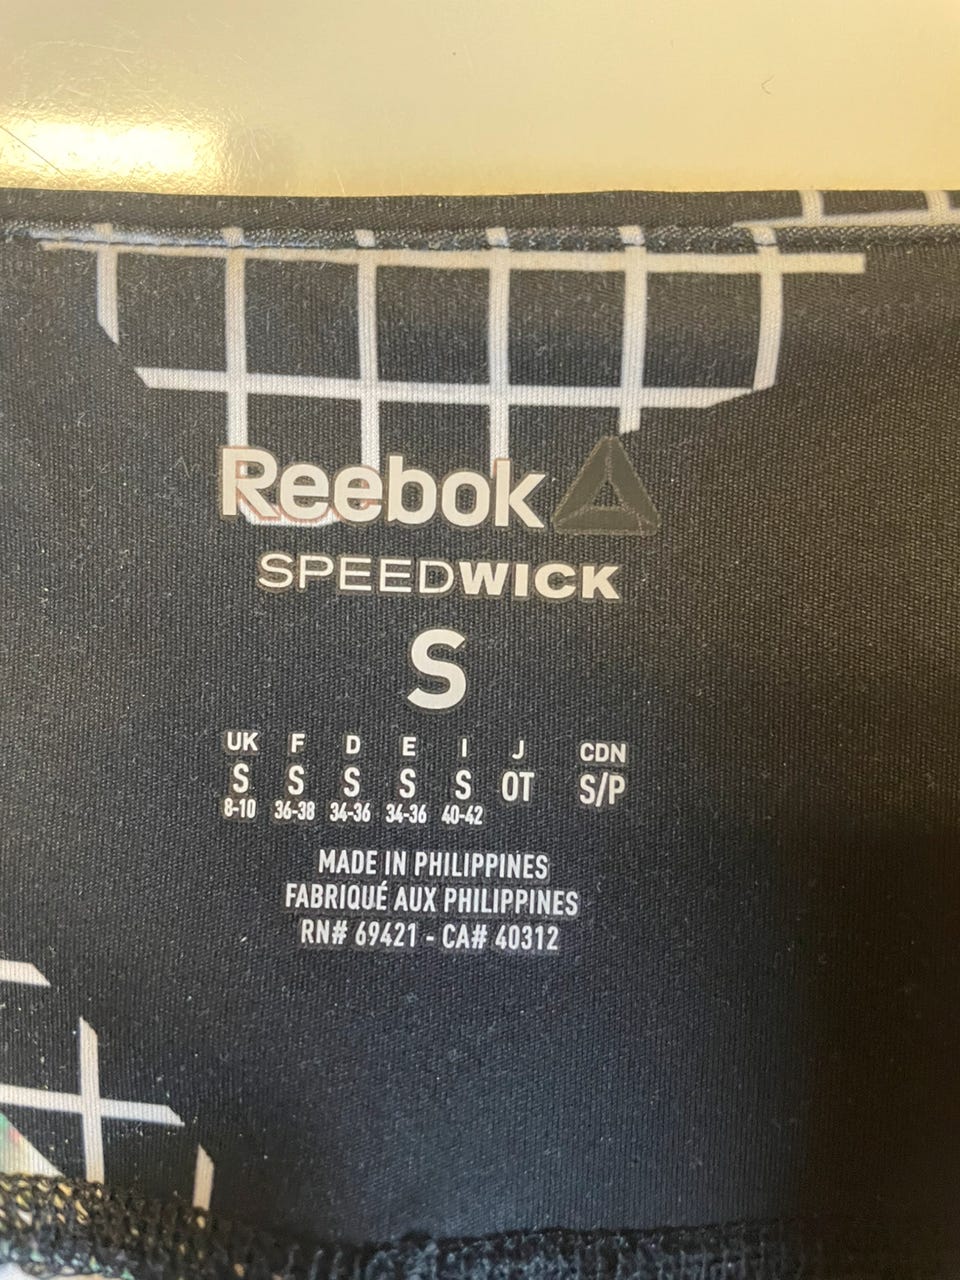 Reebok
SPEEDWICK
S
UK F D E I J CDN
S S S S S OT S/P
8-10 36-38 34-36 34-36 40-42
MADE IN PHILIPPINES
FABRIQUÉ AUX PHILIPPINES
RN# 69421 - CA# 40312